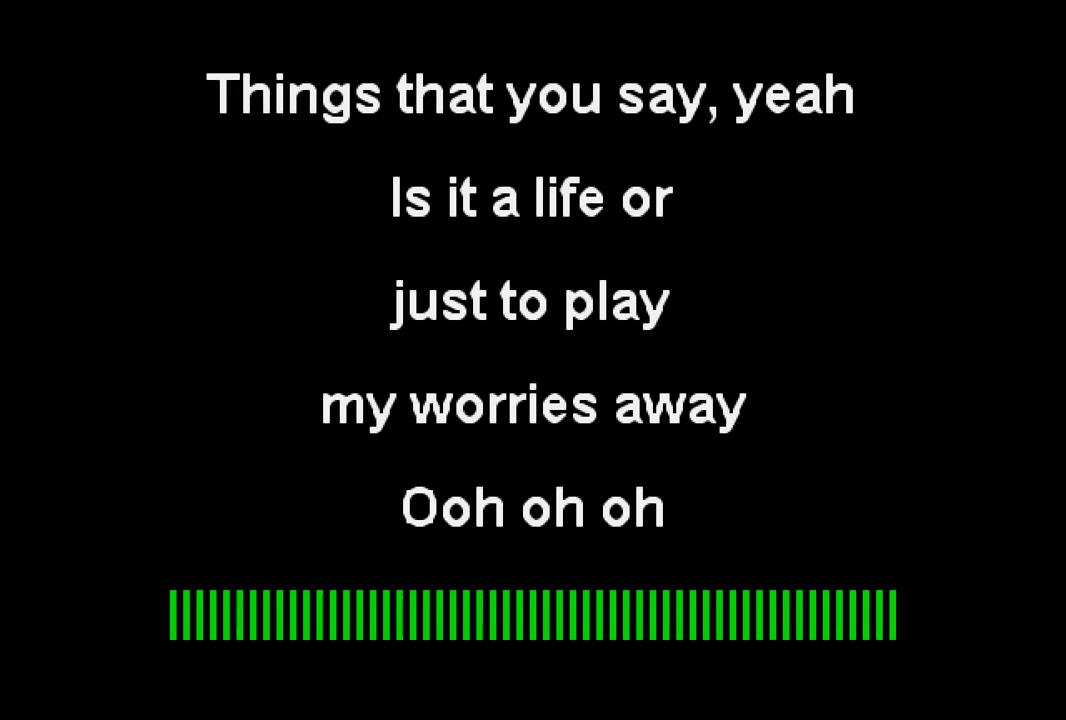 Things that you say, yeah
Is it a life or
just to play
my worries away
Ooh oh oh